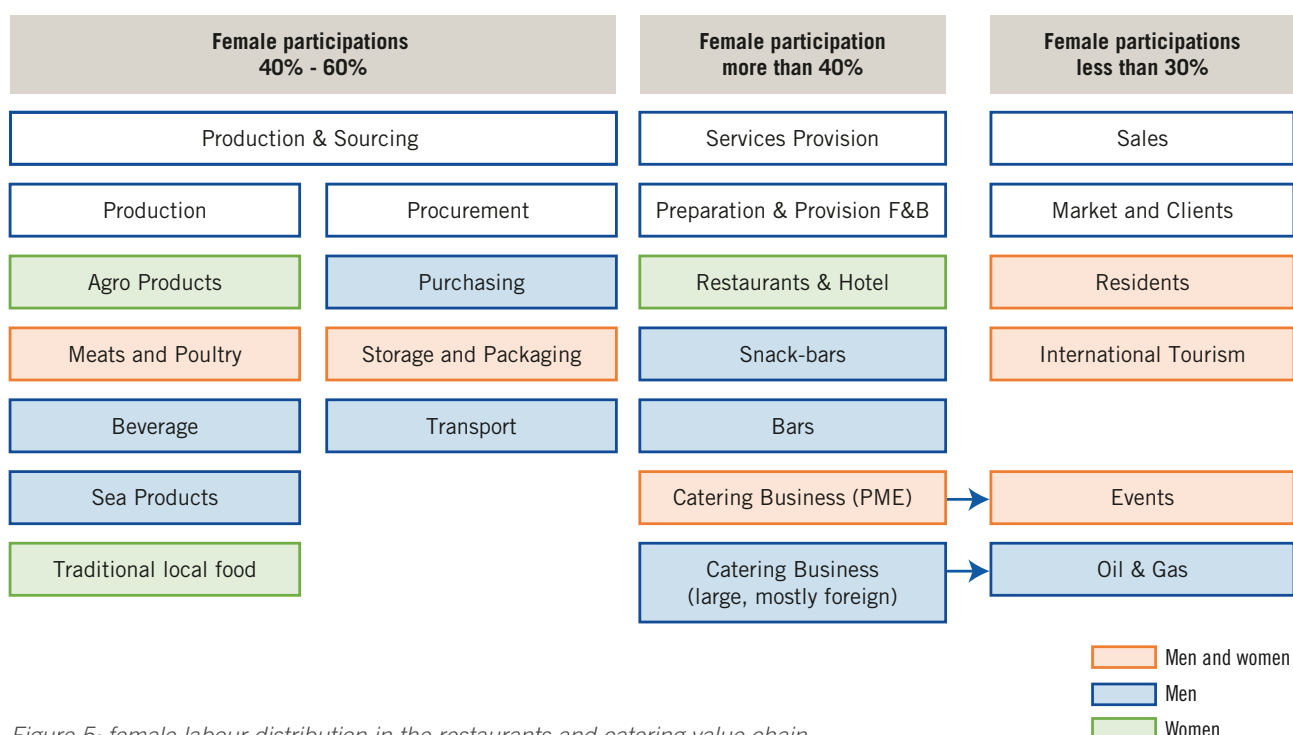 Female participations
40% - 60%
Female participation
more than 40%
Female participations
less than 30%
Production & Sourcing
Services Provision
Sales
Production
Procurement
Preparation & Provision F&B
Market and Clients
Agro Products
Purchasing
Restaurants & Hotel
Residents
Meats and Poultry
Storage and Packaging
Snack-bars
International Tourism
Beverage
Transport
Bars
Sea Products
Catering Business (PME)
Events
Traditional local food
Catering Business
(large, mostly foreign)
Oil & Gas
Men and women
Men
Women
Figure 5: female labour distribution in the restaurants and catering value chain